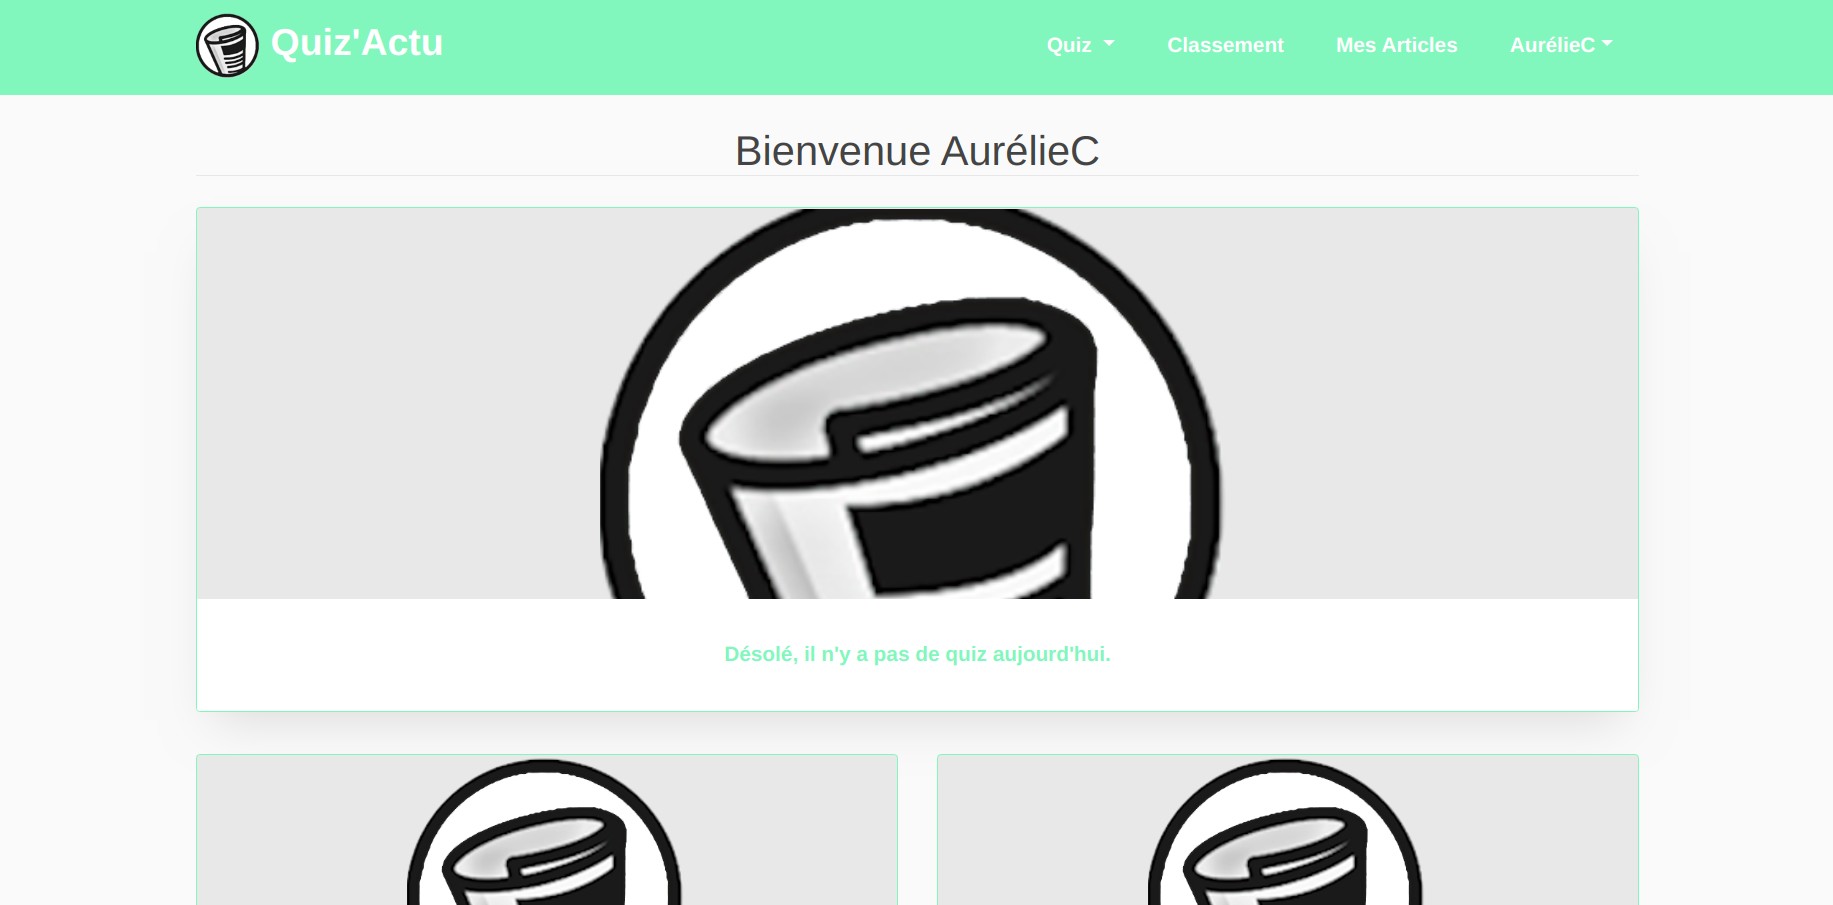 Quiz'Actu
Quiz
Classement
Mes Articles
AurélieC
Bienvenue AurélieC
Désolé, il n'y a pas de quiz aujourd'hui.